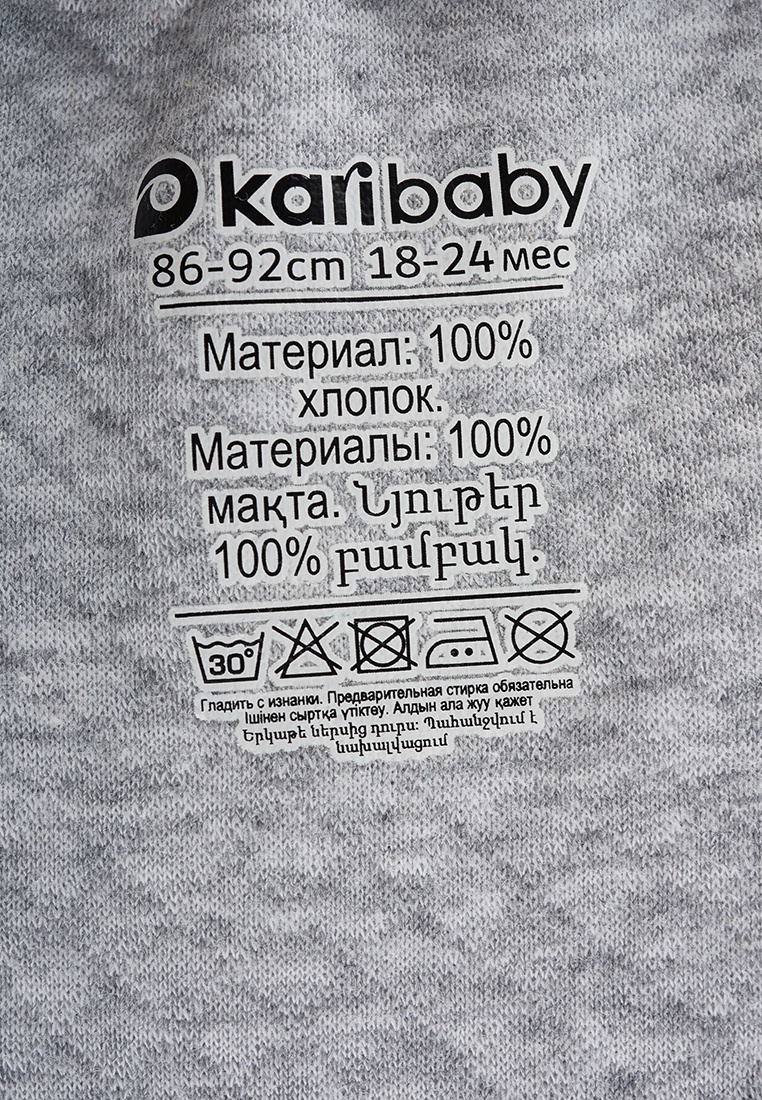 karibaby
86-92cm 18-24мес
Материал: 100%
хлопок.
Материалы: 100%
мақта. Նյութեր
100% բամբակ.
30°
Гладить с изнанки. Предварительная стирка обязательна
Ішінен сыртқа үтіктеу. Алдын ала жуу қажет
Երկաթե ներսից դուրս: Պահանջվում է
նախալվացում